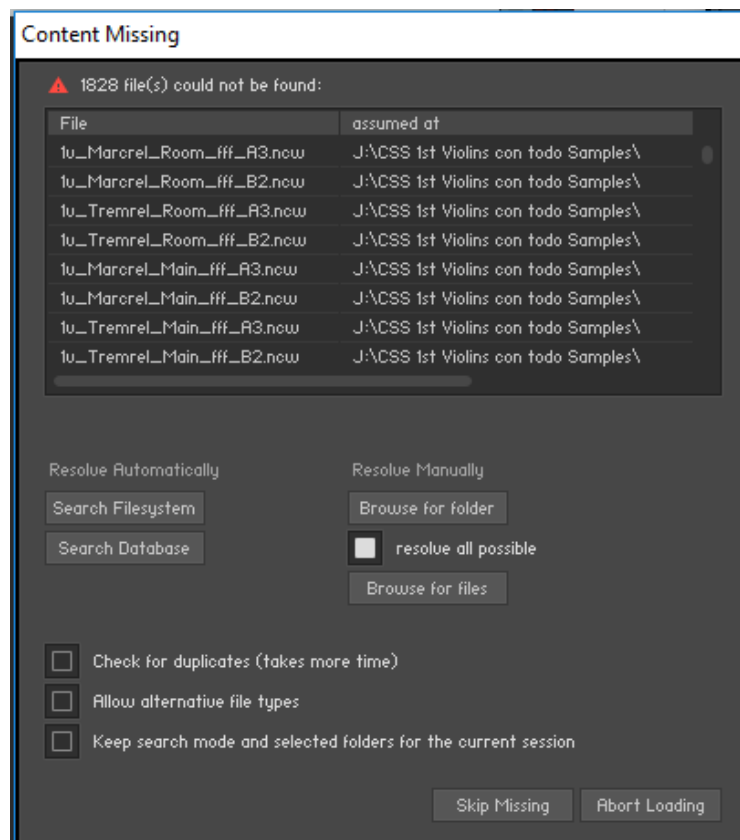 Content Missing
1828 file(s) could not be found:
File assumed at
1v_Marcrel_Room_fff_A3.ncw J:\CSS 1st Violins con todo Samples\
1v_Marcrel_Room_fff_B2.ncw J:\CSS 1st Violins con todo Samples\
1v_Tremrel_Room_fff_A3.ncw J:\CSS 1st Violins con todo Samples\
1v_Tremrel_Room_fff_B2.ncw J:\CSS 1st Violins con todo Samples\
1v_Marcrel_Main_fff_A3.ncw J:\CSS 1st Violins con todo Samples\
1v_Marcrel_Main_fff_B2.ncw J:\CSS 1st Violins con todo Samples\
1v_Tremrel_Main_fff_A3.ncw J:\CSS 1st Violins con todo Samples\
1v_Tremrel_Main_fff_B2.ncw J:\CSS 1st Violins con todo Samples\
Resolve Automatically Resolve Manually
Search Filesystem Browse for folder
Search Database resolve all possible
Browse for files
Check for duplicates (takes more time)
Allow alternative file types
Keep search mode and selected folders for the current session
Skip Missing Abort Loading